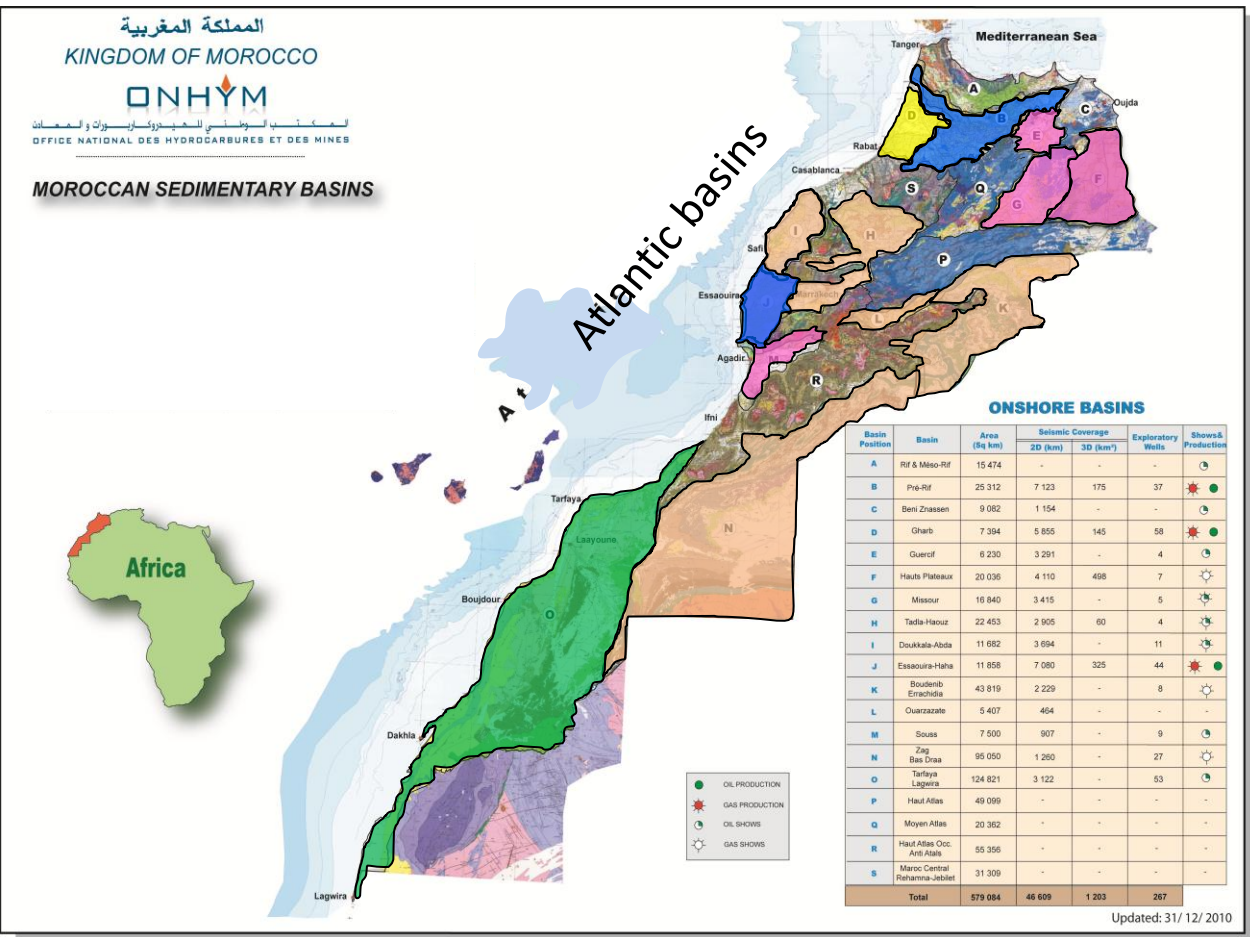 المملكة المغربية
KINGDOM OF MOROCCO
ONHYM
المكتب الوطني للهيدروكاربورات و المعادن
OFFICE NATIONAL DES HYDROCARBURES ET DES MINES
MOROCCAN SEDIMENTARY BASINS
Mediterranean Sea
Tanger
A
Oujda
C
D
B
E
Rabat
Casablanca
S
Q
F
G
I
H
Safi
P
Atlantic basins
Essaouira
J
Marrakech
K
L
Agadir
M
R
A t
Ifni
Tarfaya
N
Laayoune
Africa
Boujdour
O
Dakhla
Lagwira
OIL PRODUCTION
GAS PRODUCTION
OIL SHOWS
GAS SHOWS
ONSHORE BASINS
Basin Position Basin Area (Sq km) Seismic Coverage 2D (km) 3D (km²) Exploratory Wells Shows& Production
A Rif & Méso-Rif 15 474 - - -
B Pré-Rif 25 312 7 123 175 37
C Beni Znassen 9 082 1 154 - -
D Gharb 7 394 5 855 145 58
E Guercif 6 230 3 291 - 4
F Hauts Plateaux 20 036 4 110 498 7
G Missour 16 840 3 415 - 5
H Tadla-Haouz 22 453 2 905 60 4
I Doukkala-Abda 11 682 3 694 - 11
J Essaouira-Haha 11 858 7 080 325 44
K Boudenib Errachidia 43 819 2 229 - 8
L Ouarzazate 5 407 464 - - -
M Souss 7 500 907 - 9
N Zag Bas Draa 95 050 1 260 - 27
O Tarfaya Lagwira 124 821 3 122 - 53
P Haut Atlas 49 099 - - - -
Q Moyen Atlas 20 362 - - - -
R Haut Atlas Occ. Anti Atals 55 356 - - - -
S Maroc Central Rehamna-Jebilet 31 309 - - - -
Total 579 084 46 609 1 203 267
Updated: 31/ 12/ 2010